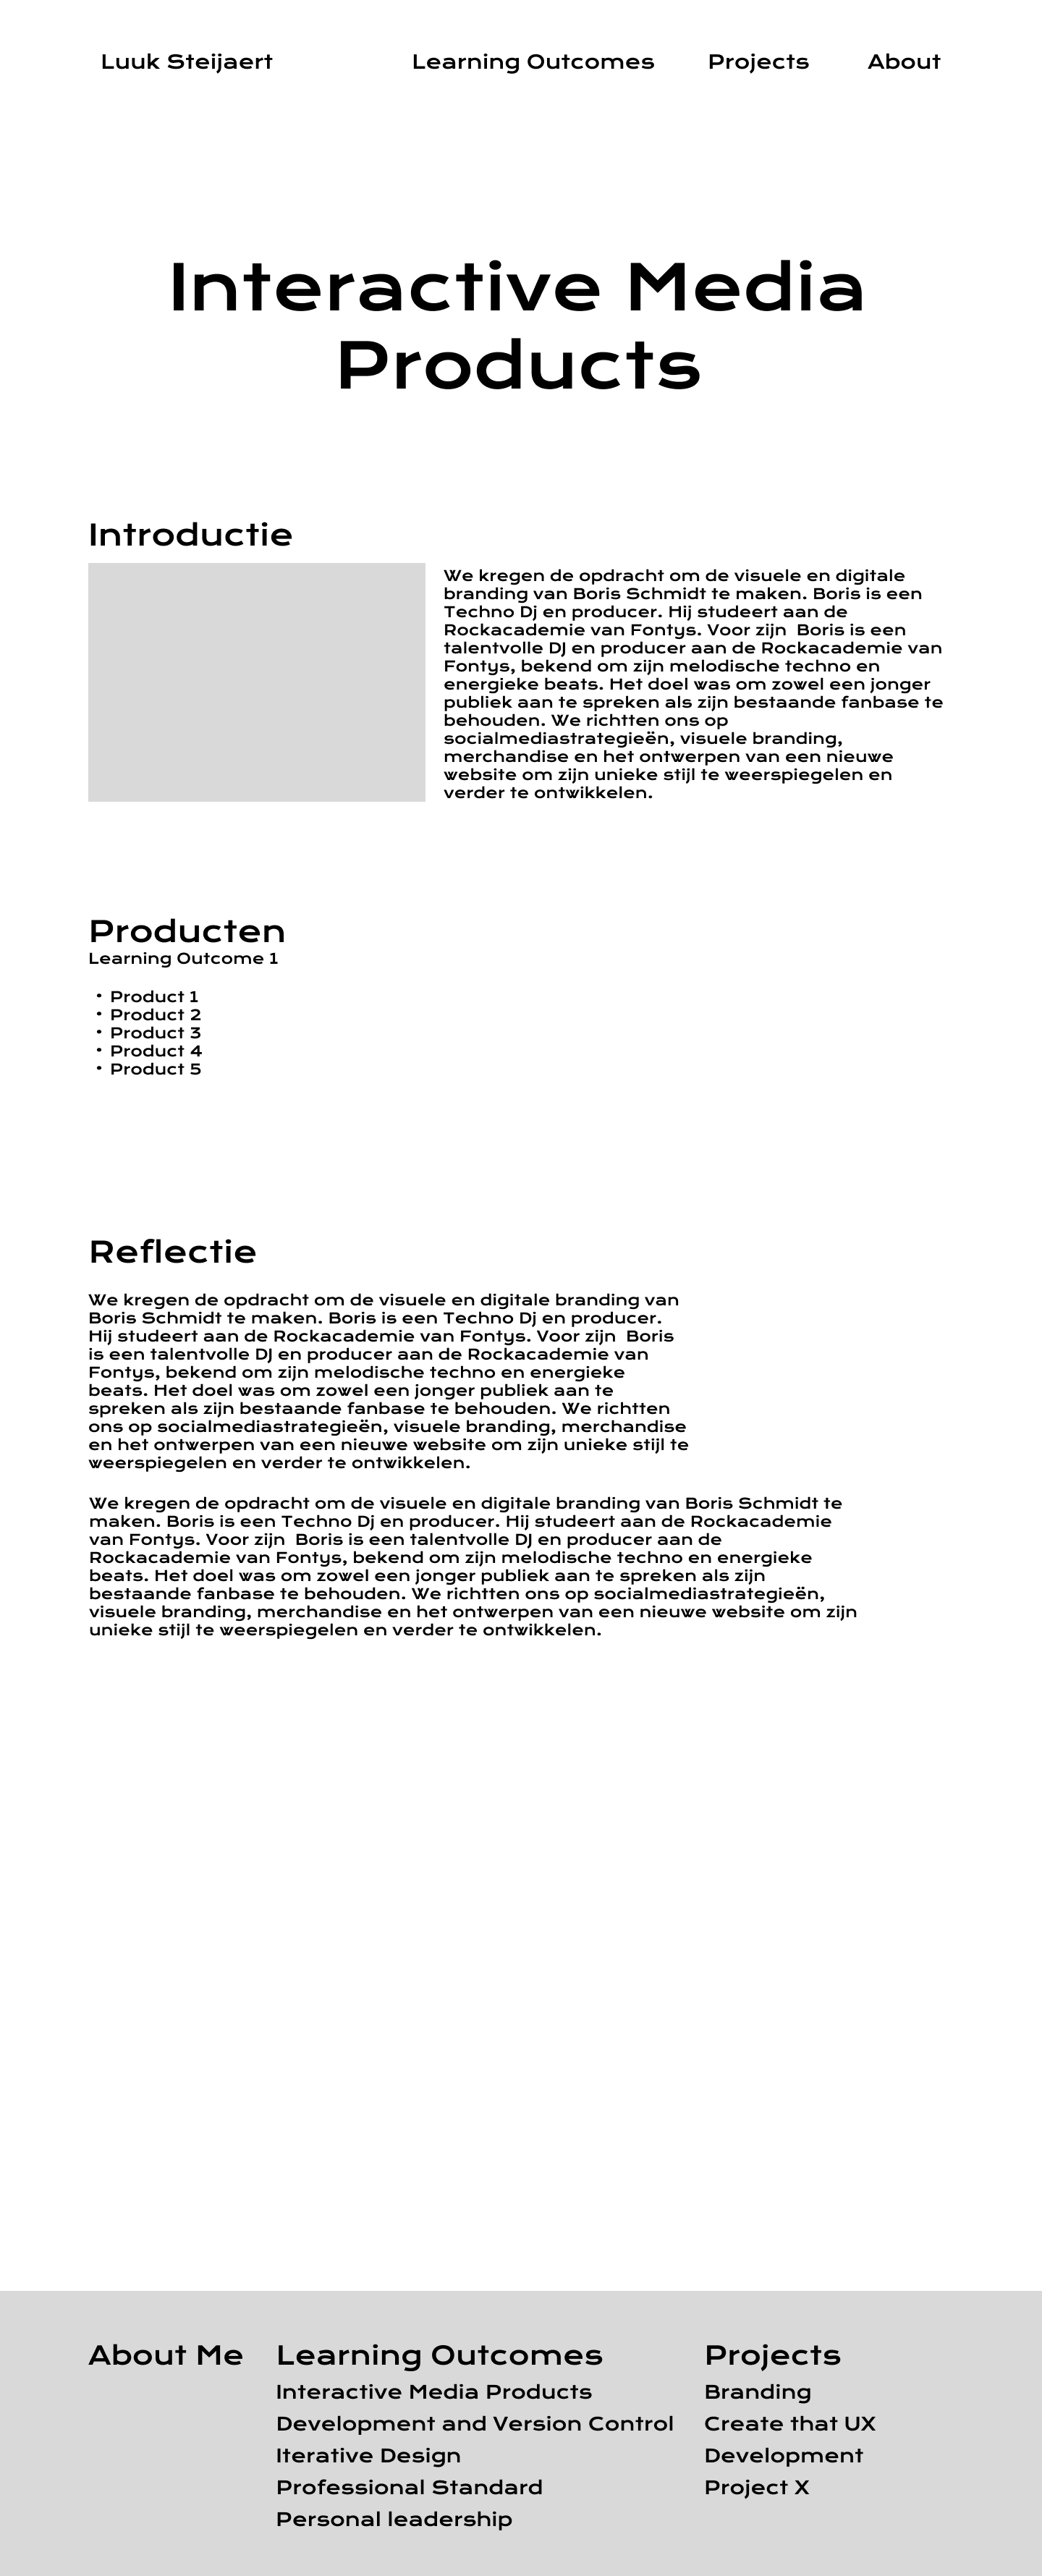 Luuk Steijaert
Learning Outcomes
Projects
About
Interactive Media
Products
Introductie
We kregen de opdracht om de visuele en digitale
branding van Boris Schmidt te maken. Boris is een
Techno Dj en producer. Hij studeert aan de
Rockacademie van Fontys. Voor zijn  Boris is een
talentvolle DJ en producer aan de Rockacademie van
Fontys, bekend om zijn melodische techno en
energieke beats. Het doel was om zowel een jonger
publiek aan te spreken als zijn bestaande fanbase te
behouden. We richtten ons op
socialmediastrategieën, visuele branding,
merchandise en het ontwerpen van een nieuwe
website om zijn unieke stijl te weerspiegelen en
verder te ontwikkelen.
Producten
Learning Outcome 1
• Product 1
• Product 2
• Product 3
• Product 4
• Product 5
Reflectie
We kregen de opdracht om de visuele en digitale branding van
Boris Schmidt te maken. Boris is een Techno Dj en producer.
Hij studeert aan de Rockacademie van Fontys. Voor zijn  Boris
is een talentvolle DJ en producer aan de Rockacademie van
Fontys, bekend om zijn melodische techno en energieke
beats. Het doel was om zowel een jonger publiek aan te
spreken als zijn bestaande fanbase te behouden. We richtten
ons op socialmediastrategieën, visuele branding, merchandise
en het ontwerpen van een nieuwe website om zijn unieke stijl te
weerspiegelen en verder te ontwikkelen.
We kregen de opdracht om de visuele en digitale branding van Boris Schmidt te
maken. Boris is een Techno Dj en producer. Hij studeert aan de Rockacademie
van Fontys. Voor zijn  Boris is een talentvolle DJ en producer aan de
Rockacademie van Fontys, bekend om zijn melodische techno en energieke
beats. Het doel was om zowel een jonger publiek aan te spreken als zijn
bestaande fanbase te behouden. We richtten ons op socialmediastrategieën,
visuele branding, merchandise en het ontwerpen van een nieuwe website om zijn
unieke stijl te weerspiegelen en verder te ontwikkelen.
About Me
Learning Outcomes
Interactive Media Products
Development and Version Control
Iterative Design
Professional Standard
Personal leadership
Projects
Branding
Create that UX
Development
Project X